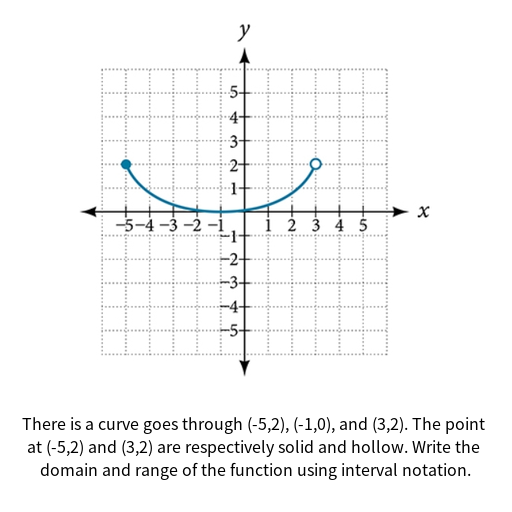 y
5
4
3
2
1
x
-5 -4 -3 -2 -1 1 2 3 4 5
-1
-2
-3
-4
-5
There is a curve goes through (-5,2), (-1,0), and (3,2). The point
at (-5,2) and (3,2) are respectively solid and hollow. Write the
domain and range of the function using interval notation.